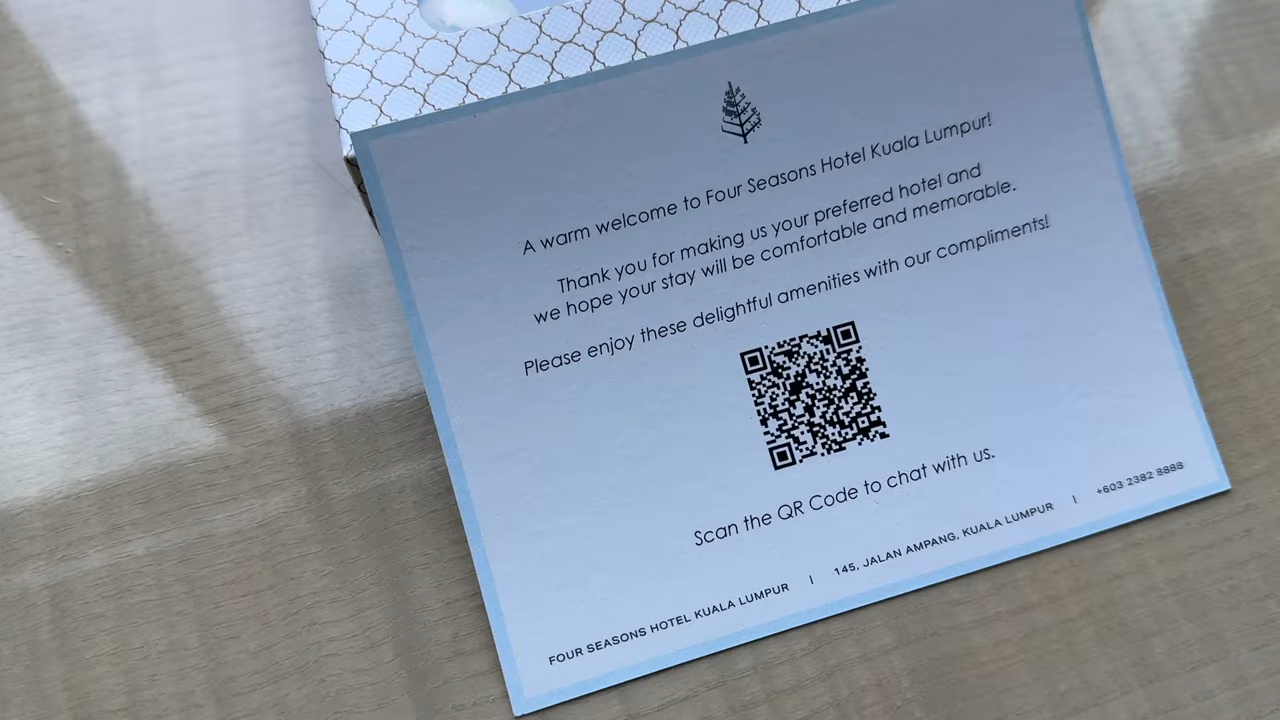 A warm welcome to Four Seasons Hotel Kuala Lumpur!
Thank you for making us your preferred hotel and
we hope your stay will be comfortable and memorable.
Please enjoy these delightful amenities with our compliments!
Scan the QR Code to chat with us.
FOUR SEASONS HOTEL KUALA LUMPUR | 145, JALAN AMPANG, KUALA LUMPUR | +603 2382 8888